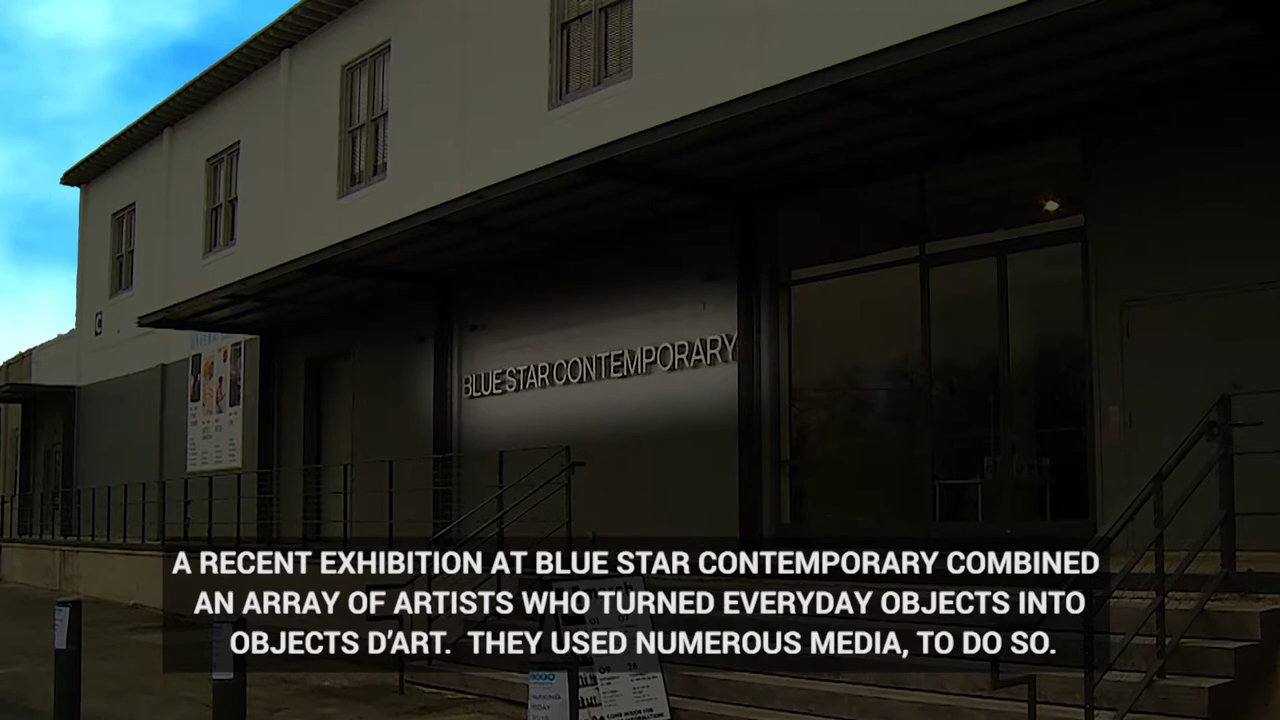 C
BLUE STAR CONTEMPORARY
A RECENT EXHIBITION AT BLUE STAR CONTEMPORARY COMBINED
AN ARRAY OF ARTISTS WHO TURNED EVERYDAY OBJECTS INTO
OBJECTS D'ART. THEY USED NUMEROUS MEDIA, TO DO SO.